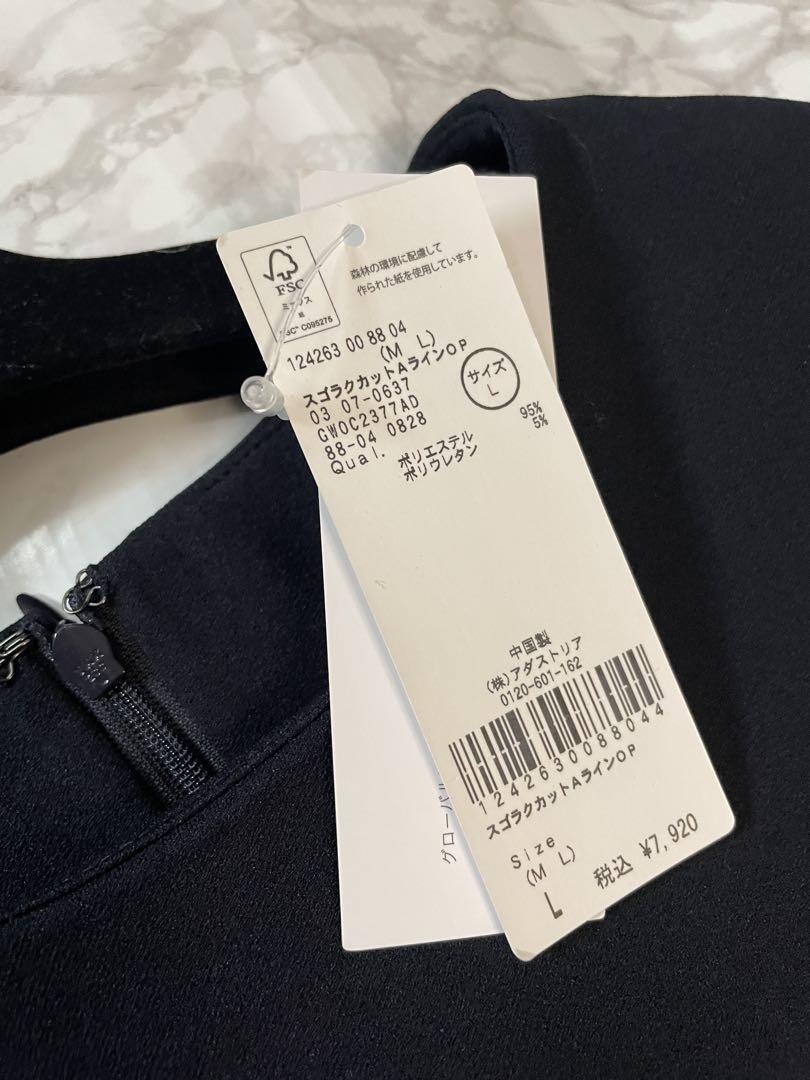 FSC™
ミックス
紙
FSC™ C095275
森林の環境に配慮して
作られた紙を使用しています。
124263 00 88 04
(M L)
スゴラクカットAラインOP
03 07-0637
GW0C2377AD
88-04 0828
Qual.
サイズ
L
ポリエステル 95%
ポリウレタン 5%
中国製
(株)アダストリア
0120-601-162
1242630088044
スゴラクカットAラインOP
Size
(M L)
L
税込 ¥7,920
グローバル